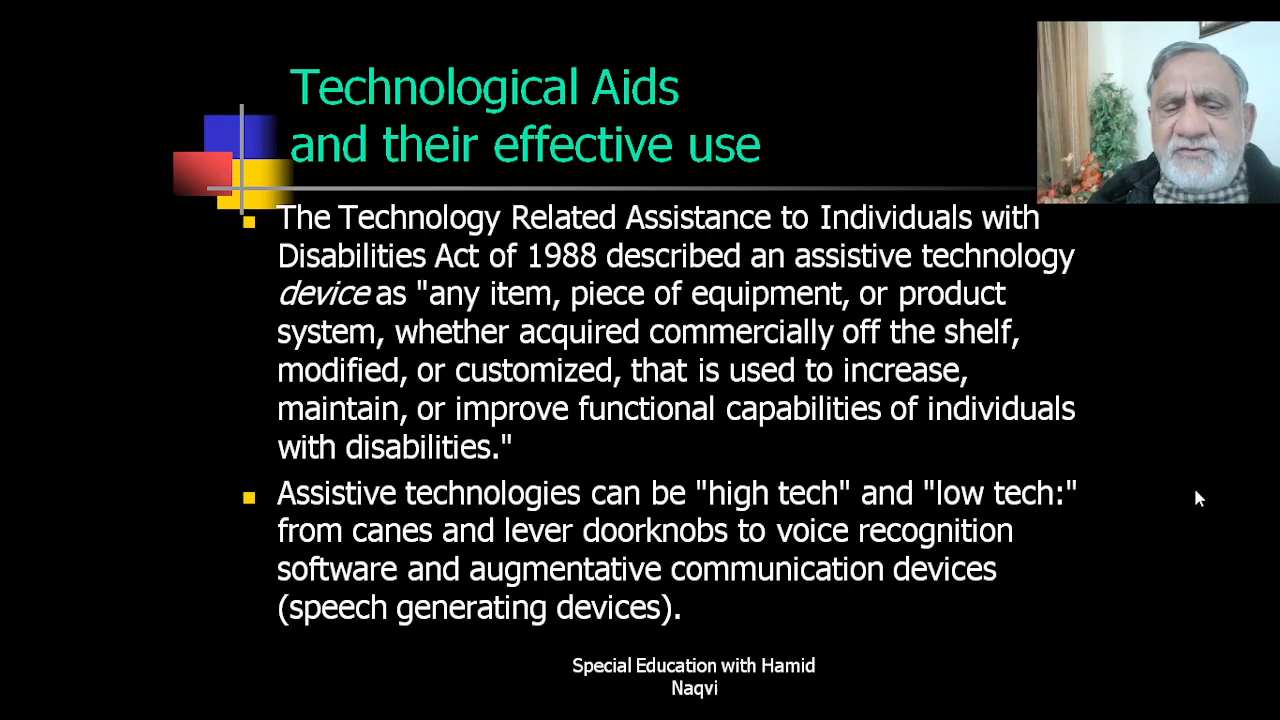 Technological Aids
and their effective use
The Technology Related Assistance to Individuals with
Disabilities Act of 1988 described an assistive technology
device as "any item, piece of equipment, or product
system, whether acquired commercially off the shelf,
modified, or customized, that is used to increase,
maintain, or improve functional capabilities of individuals
with disabilities."
Assistive technologies can be "high tech" and "low tech:"
from canes and lever doorknobs to voice recognition
software and augmentative communication devices
(speech generating devices).
Special Education with Hamid
Naqvi